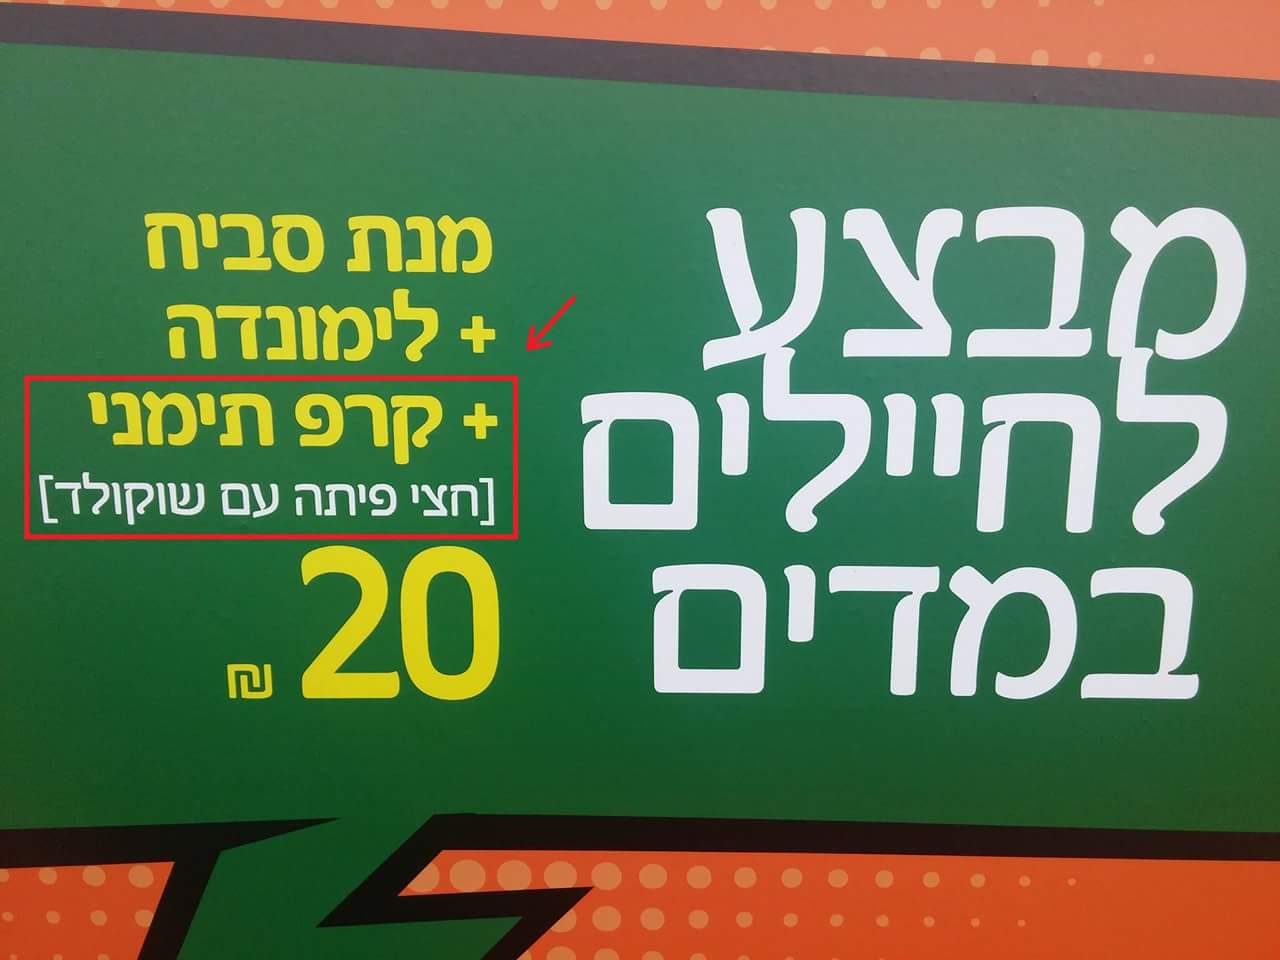 מבצע
לחיילים
במדים
מנת סביח
+ לימונדה
+ קרפ תימני
[חצי פיתה עם שוקולד]
20 ₪